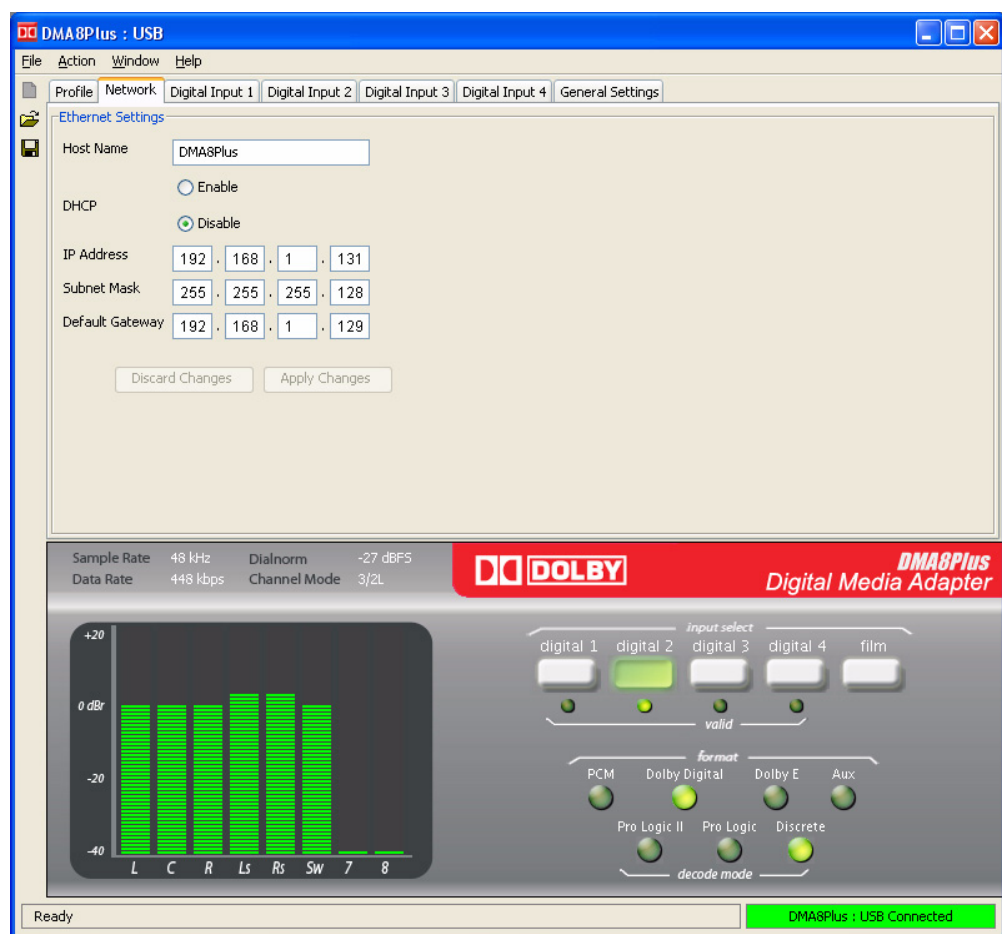 DMA8Plus : USB
File Action Window Help
Profile Network Digital Input 1 Digital Input 2 Digital Input 3 Digital Input 4 General Settings
Ethernet Settings
Host Name DMA8Plus
Enable
DHCP
Disable
IP Address 192 . 168 . 1 . 131
Subnet Mask 255 . 255 . 255 . 128
Default Gateway 192 . 168 . 1 . 129
Discard Changes Apply Changes
Sample Rate 48 kHz Dialnorm -27 dBFS
Data Rate 448 kbps Channel Mode 3/2L
DOLBY
DMA8Plus
Digital Media Adapter
+20
0 dBr
-20
-40
L C R Ls Rs Sw 7 8
input select
digital 1 digital 2 digital 3 digital 4 film
valid
format
PCM Dolby Digital Dolby E Aux
Pro Logic II Pro Logic Discrete
decode mode
Ready
DMA8Plus : USB Connected